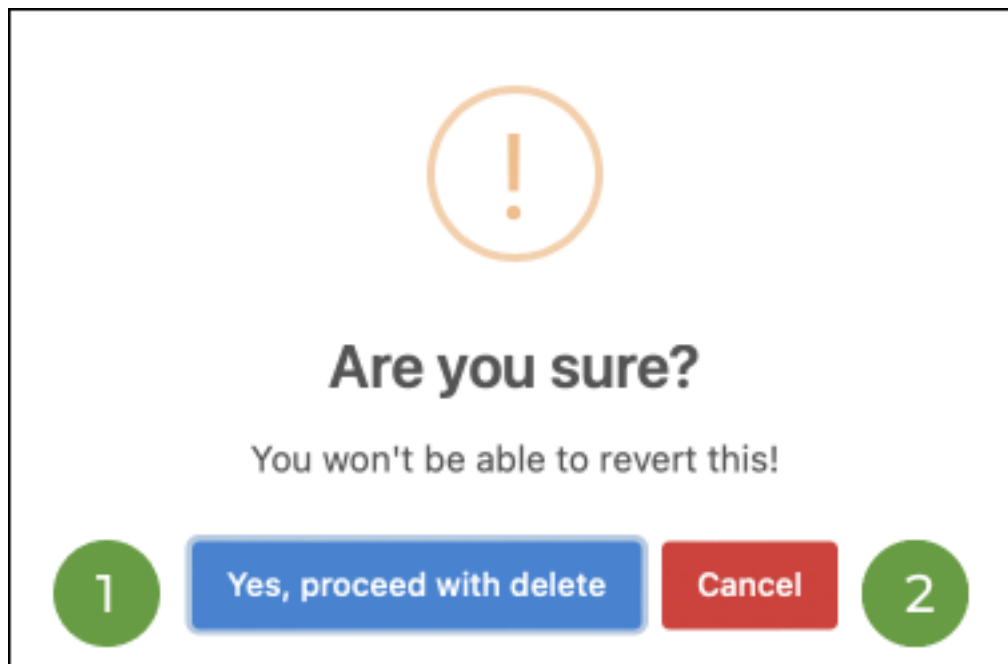 !
Are you sure?
You won't be able to revert this!
1 Yes, proceed with delete Cancel 2